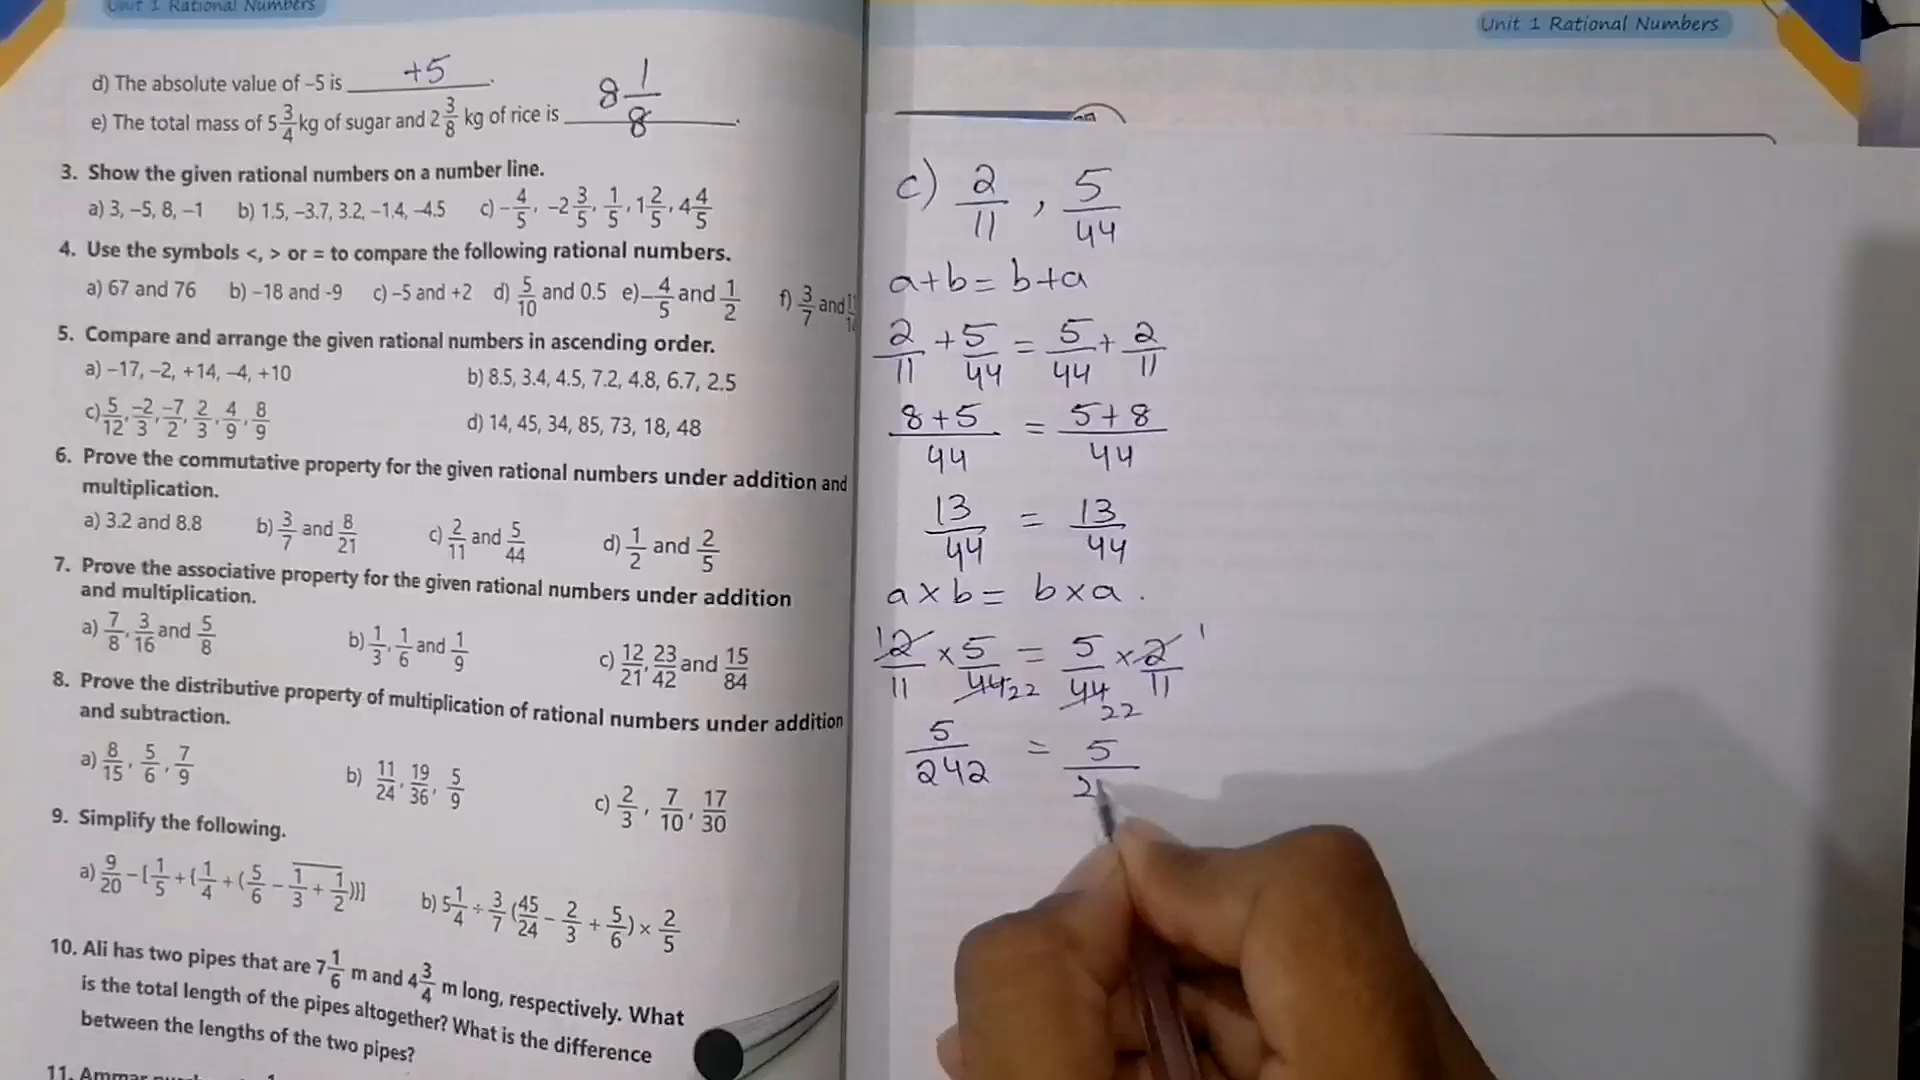 Unit 1 Rational Numbers
d) The absolute value of –5 is +5.
e) The total mass of 5 3/4 kg of sugar and 2 3/8 kg of rice is 8 1/8.
3. Show the given rational numbers on a number line.
a) 3, –5, 8, –1 b) 1.5, –3.7, 3.2, –1.4, –4.5 c) –4/5, –2 3/5, 1/5, 1 2/5, 4 4/5
4. Use the symbols <, > or = to compare the following rational numbers.
a) 67 and 76 b) –18 and -9 c) –5 and +2 d) 5/10 and 0.5 e) –4/5 and 1/2 f) 3/7 and
5. Compare and arrange the given rational numbers in ascending order.
a) –17, –2, +14, –4, +10 b) 8.5, 3.4, 4.5, 7.2, 4.8, 6.7, 2.5
c) 5/12, –2/3, –7/2, 2/3, 4/9, 8/9 d) 14, 45, 34, 85, 73, 18, 48
6. Prove the commutative property for the given rational numbers under addition and
multiplication.
a) 3.2 and 8.8 b) 3/7 and 8/21 c) 2/11 and 5/44 d) 1/2 and 2/5
7. Prove the associative property for the given rational numbers under addition
and multiplication.
a) 7/8, 3/16 and 5/8 b) 1/3, 1/6 and 1/9 c) 12/21, 23/42 and 15/84
8. Prove the distributive property of multiplication of rational numbers under addition
and subtraction.
a) 8/15, 5/6, 7/9 b) 11/24, 19/36, 5/9 c) 2/3, 7/10, 17/30
9. Simplify the following.
a) 9/20 – [1/5 + {1/4 + (5/6 – 1/3 + 1/2)}] b) 5 1/4 ÷ 3/7 (45/24 – 2/3 + 5/6) × 2/5
10. Ali has two pipes that are 7 1/6 m and 4 3/4 m long, respectively. What
is the total length of the pipes altogether? What is the difference
between the lengths of the two pipes?
11. Ammar
Unit 1 Rational Numbers
c) 2/11 , 5/44
a+b = b+a
2/11 + 5/44 = 5/44 + 2/11
8+5/44 = 5+8/44
13/44 = 13/44
a × b = b × a.
1 2/11 × 5/44 22 = 5/44 22 × 2/11 1
5/242 = 5/2